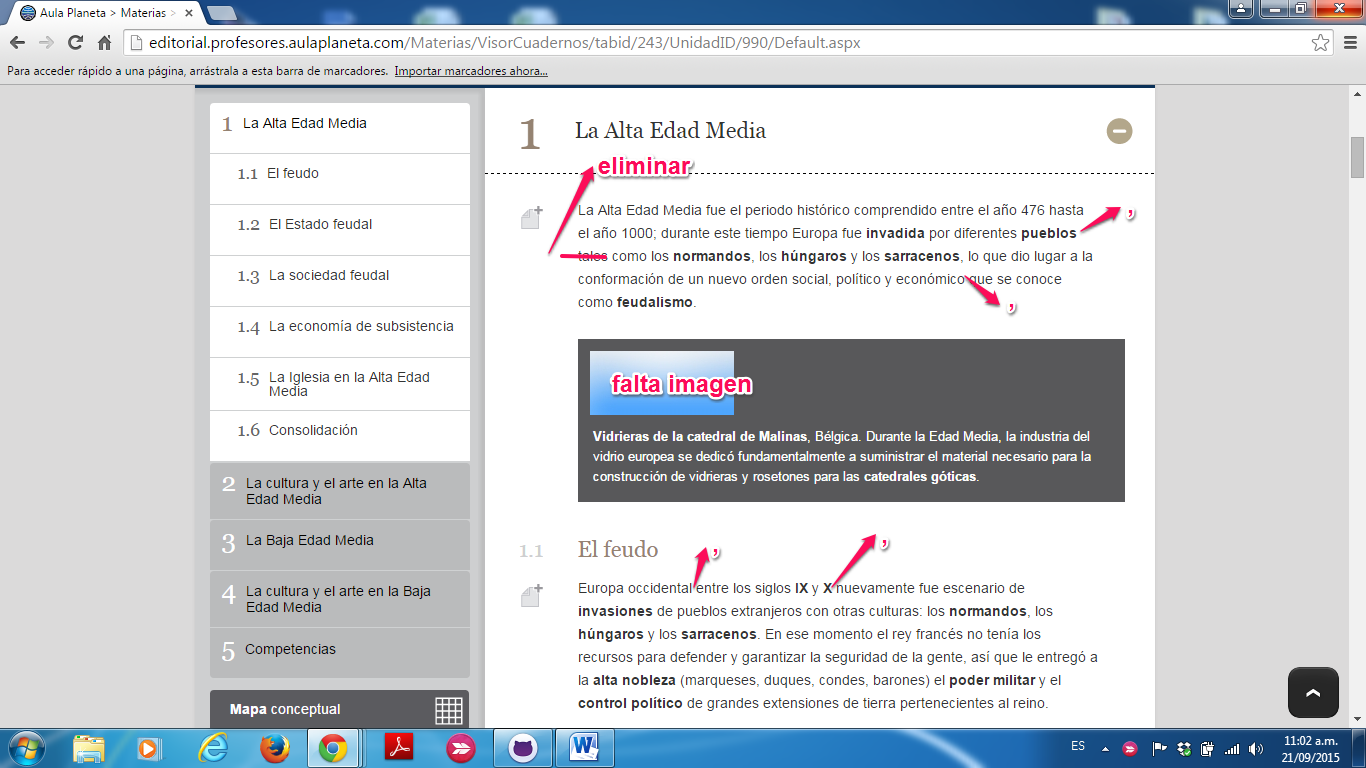 Aula Planeta > Materias >
editorial.profesores.aulaplaneta.com/Materias/VisorCuadernos/tabid/243/UnidadID/990/Default.aspx
Para acceder rápido a una página, arrástrala a esta barra de marcadores. Importar marcadores ahora...
1 La Alta Edad Media
1.1 El feudo
1.2 El Estado feudal
1.3 La sociedad feudal
1.4 La economía de subsistencia
1.5 La Iglesia en la Alta Edad
Media
1.6 Consolidación
2 La cultura y el arte en la Alta
Edad Media
3 La Baja Edad Media
4 La cultura y el arte en la Baja
Edad Media
5 Competencias
Mapa conceptual
1 La Alta Edad Media
eliminar
La Alta Edad Media fue el periodo histórico comprendido entre el año 476 hasta ,
el año 1000; durante este tiempo Europa fue invadida por diferentes pueblos
tales como los normandos, los húngaros y los sarracenos, lo que dio lugar a la
conformación de un nuevo orden social, político y económico que se conoce
como feudalismo. ,
falta imagen
Vidrieras de la catedral de Malinas, Bélgica. Durante la Edad Media, la industria del
vidrio europea se dedicó fundamentalmente a suministrar el material necesario para la
construcción de vidrieras y rosetones para las catedrales góticas.
1.1 El feudo , ,
Europa occidental entre los siglos IX y X nuevamente fue escenario de
invasiones de pueblos extranjeros con otras culturas: los normandos, los
húngaros y los sarracenos. En ese momento el rey francés no tenía los
recursos para defender y garantizar la seguridad de la gente, así que le entregó a
la alta nobleza (marqueses, duques, condes, barones) el poder militar y el
control político de grandes extensiones de tierra pertenecientes al reino.
ES
11:02 a.m.
21/09/2015